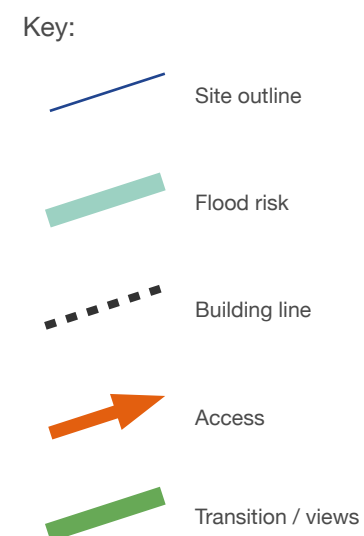 Key:
Site outline
Flood risk
Building line
Access
Transition / views